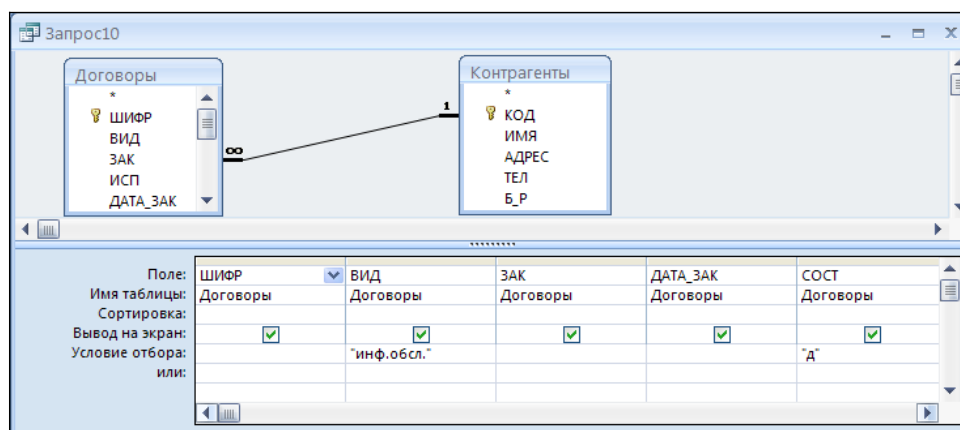 Запрос10
Договоры
*
ШИФР
ВИД
ЗАК
ИСП
ДАТА_ЗАК
∞
1
Контрагенты
*
КОД
ИМЯ
АДРЕС
ТЕЛ
Б_Р
Поле: ШИФР ВИД ЗАК ДАТА_ЗАК СОСТ
Имя таблицы: Договоры Договоры Договоры Договоры Договоры
Сортировка:
Вывод на экран:
Условие отбора: "инф.обсл." "д"
или: